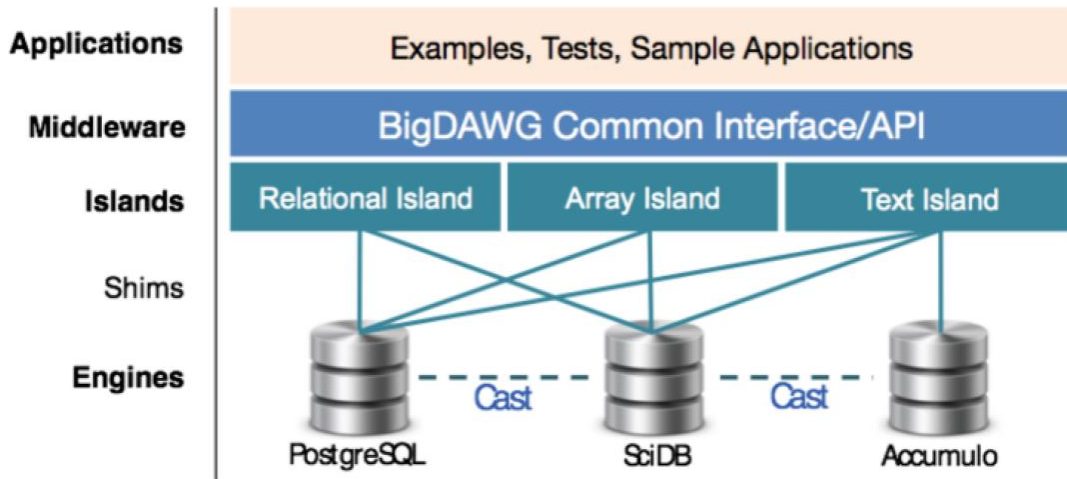 Applications
Examples, Tests, Sample Applications
Middleware
BigDAWG Common Interface/API
Islands
Relational Island
Array Island
Text Island
Shims
Engines
Cast
Cast
PostgreSQL
SciDB
Accumulo